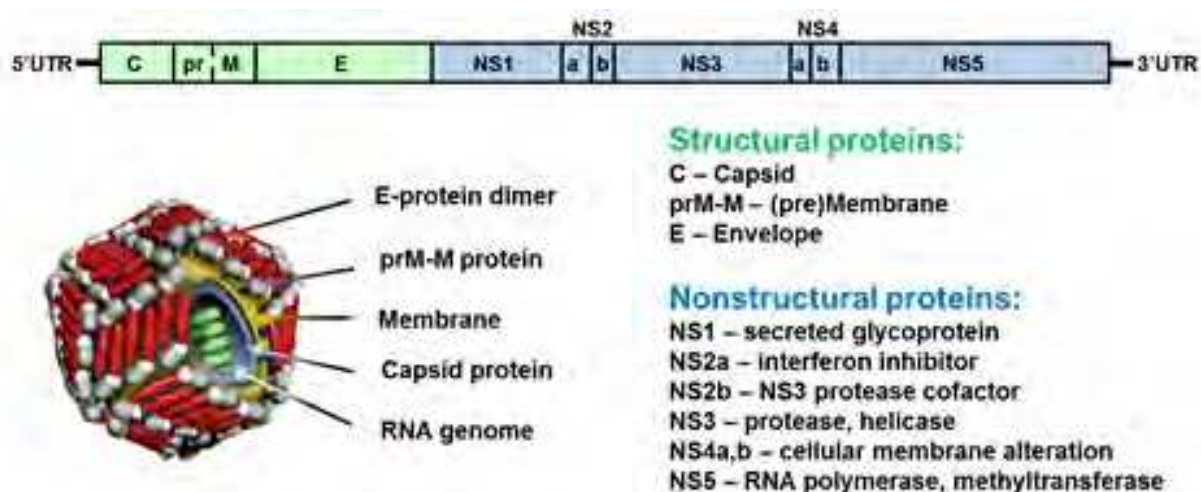 NS2 NS4
5'UTR C pr M E NS1 a b NS3 a b NS5 3'UTR
E-protein dimer
prM-M protein
Membrane
Capsid protein
RNA genome
Structural proteins:
C – Capsid
prM-M – (pre)Membrane
E – Envelope
Nonstructural proteins:
NS1 – secreted glycoprotein
NS2a – interferon inhibitor
NS2b – NS3 protease cofactor
NS3 – protease, helicase
NS4a,b – cellular membrane alteration
NS5 – RNA polymerase, methyltransferase